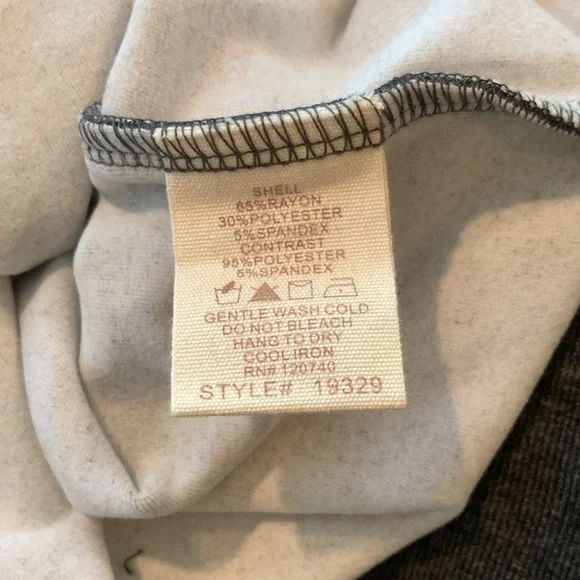 SHELL
65%RAYON
30%POLYESTER
5%SPANDEX
CONTRAST
95%POLYESTER
5%SPANDEX
GENTLE WASH COLD
DO NOT BLEACH
HANG TO DRY
COOL IRON
RN# 120740
STYLE# 19329